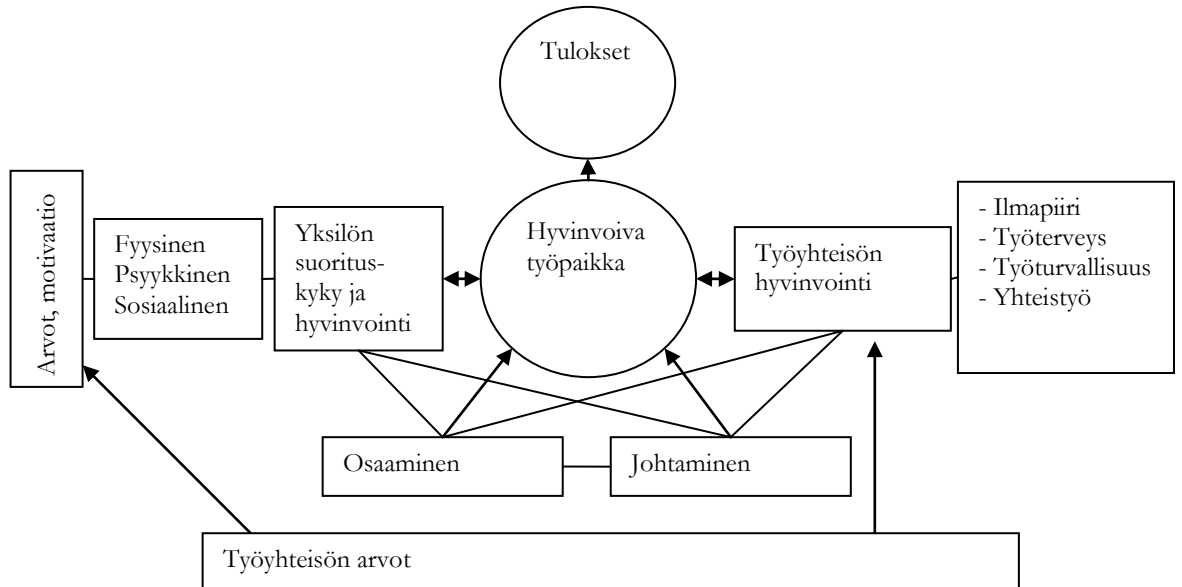 Tulokset
Arvot, motivaatio
Fyysinen
Psyykkinen
Sosiaalinen
Yksilön
suoritus-
kyky ja
hyvinvointi
Hyvinvoiva
työpaikka
Työyhteisön
hyvinvointi
- Ilmapiiri
- Työterveys
- Työturvallisuus
- Yhteistyö
Osaaminen
Johtaminen
Työyhteisön arvot